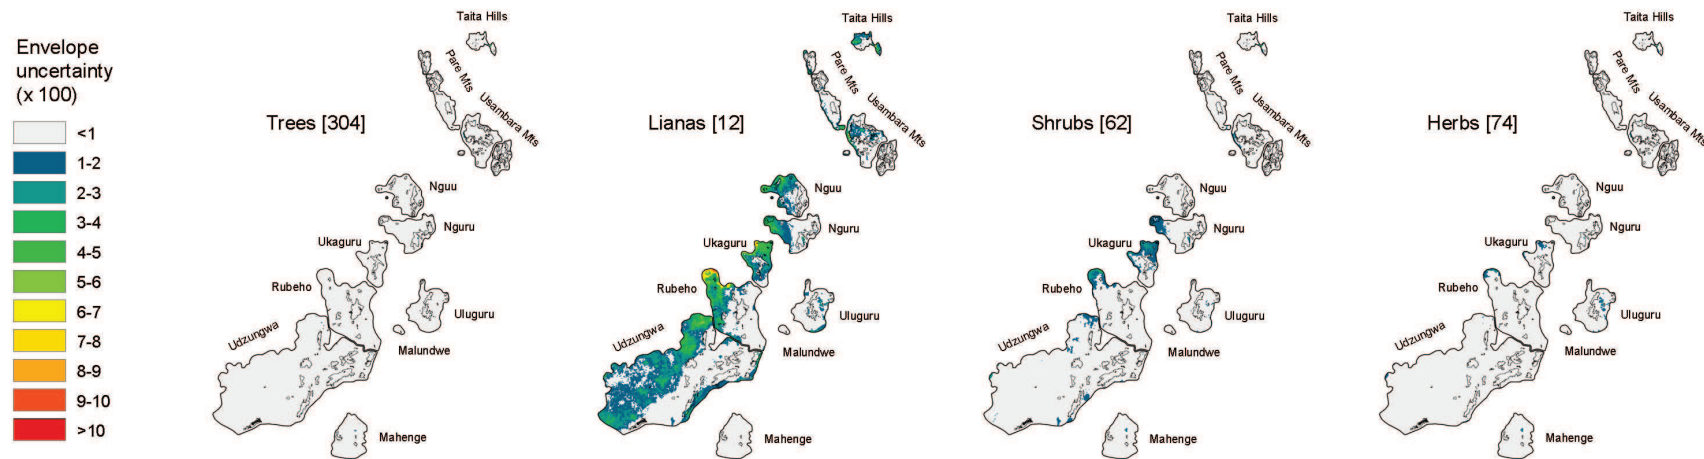 Envelope
uncertainty
(x 100)
<1
1-2
2-3
3-4
4-5
5-6
6-7
7-8
8-9
9-10
>10
Trees [304]
Taita Hills
Pare Mts
Usambara Mts
Nguu
Nguru
Ukaguru
Rubeho
Uluguru
Udzungwa
Malundwe
Mahenge
Lianas [12]
Taita Hills
Pare Mts
Usambara Mts
Nguu
Nguru
Ukaguru
Rubeho
Uluguru
Udzungwa
Malundwe
Mahenge
Shrubs [62]
Taita Hills
Pare Mts
Usambara Mts
Nguu
Nguru
Ukaguru
Rubeho
Uluguru
Udzungwa
Malundwe
Mahenge
Herbs [74]
Taita Hills
Pare Mts
Usambara Mts
Nguu
Nguru
Ukaguru
Rubeho
Uluguru
Udzungwa
Malundwe
Mahenge